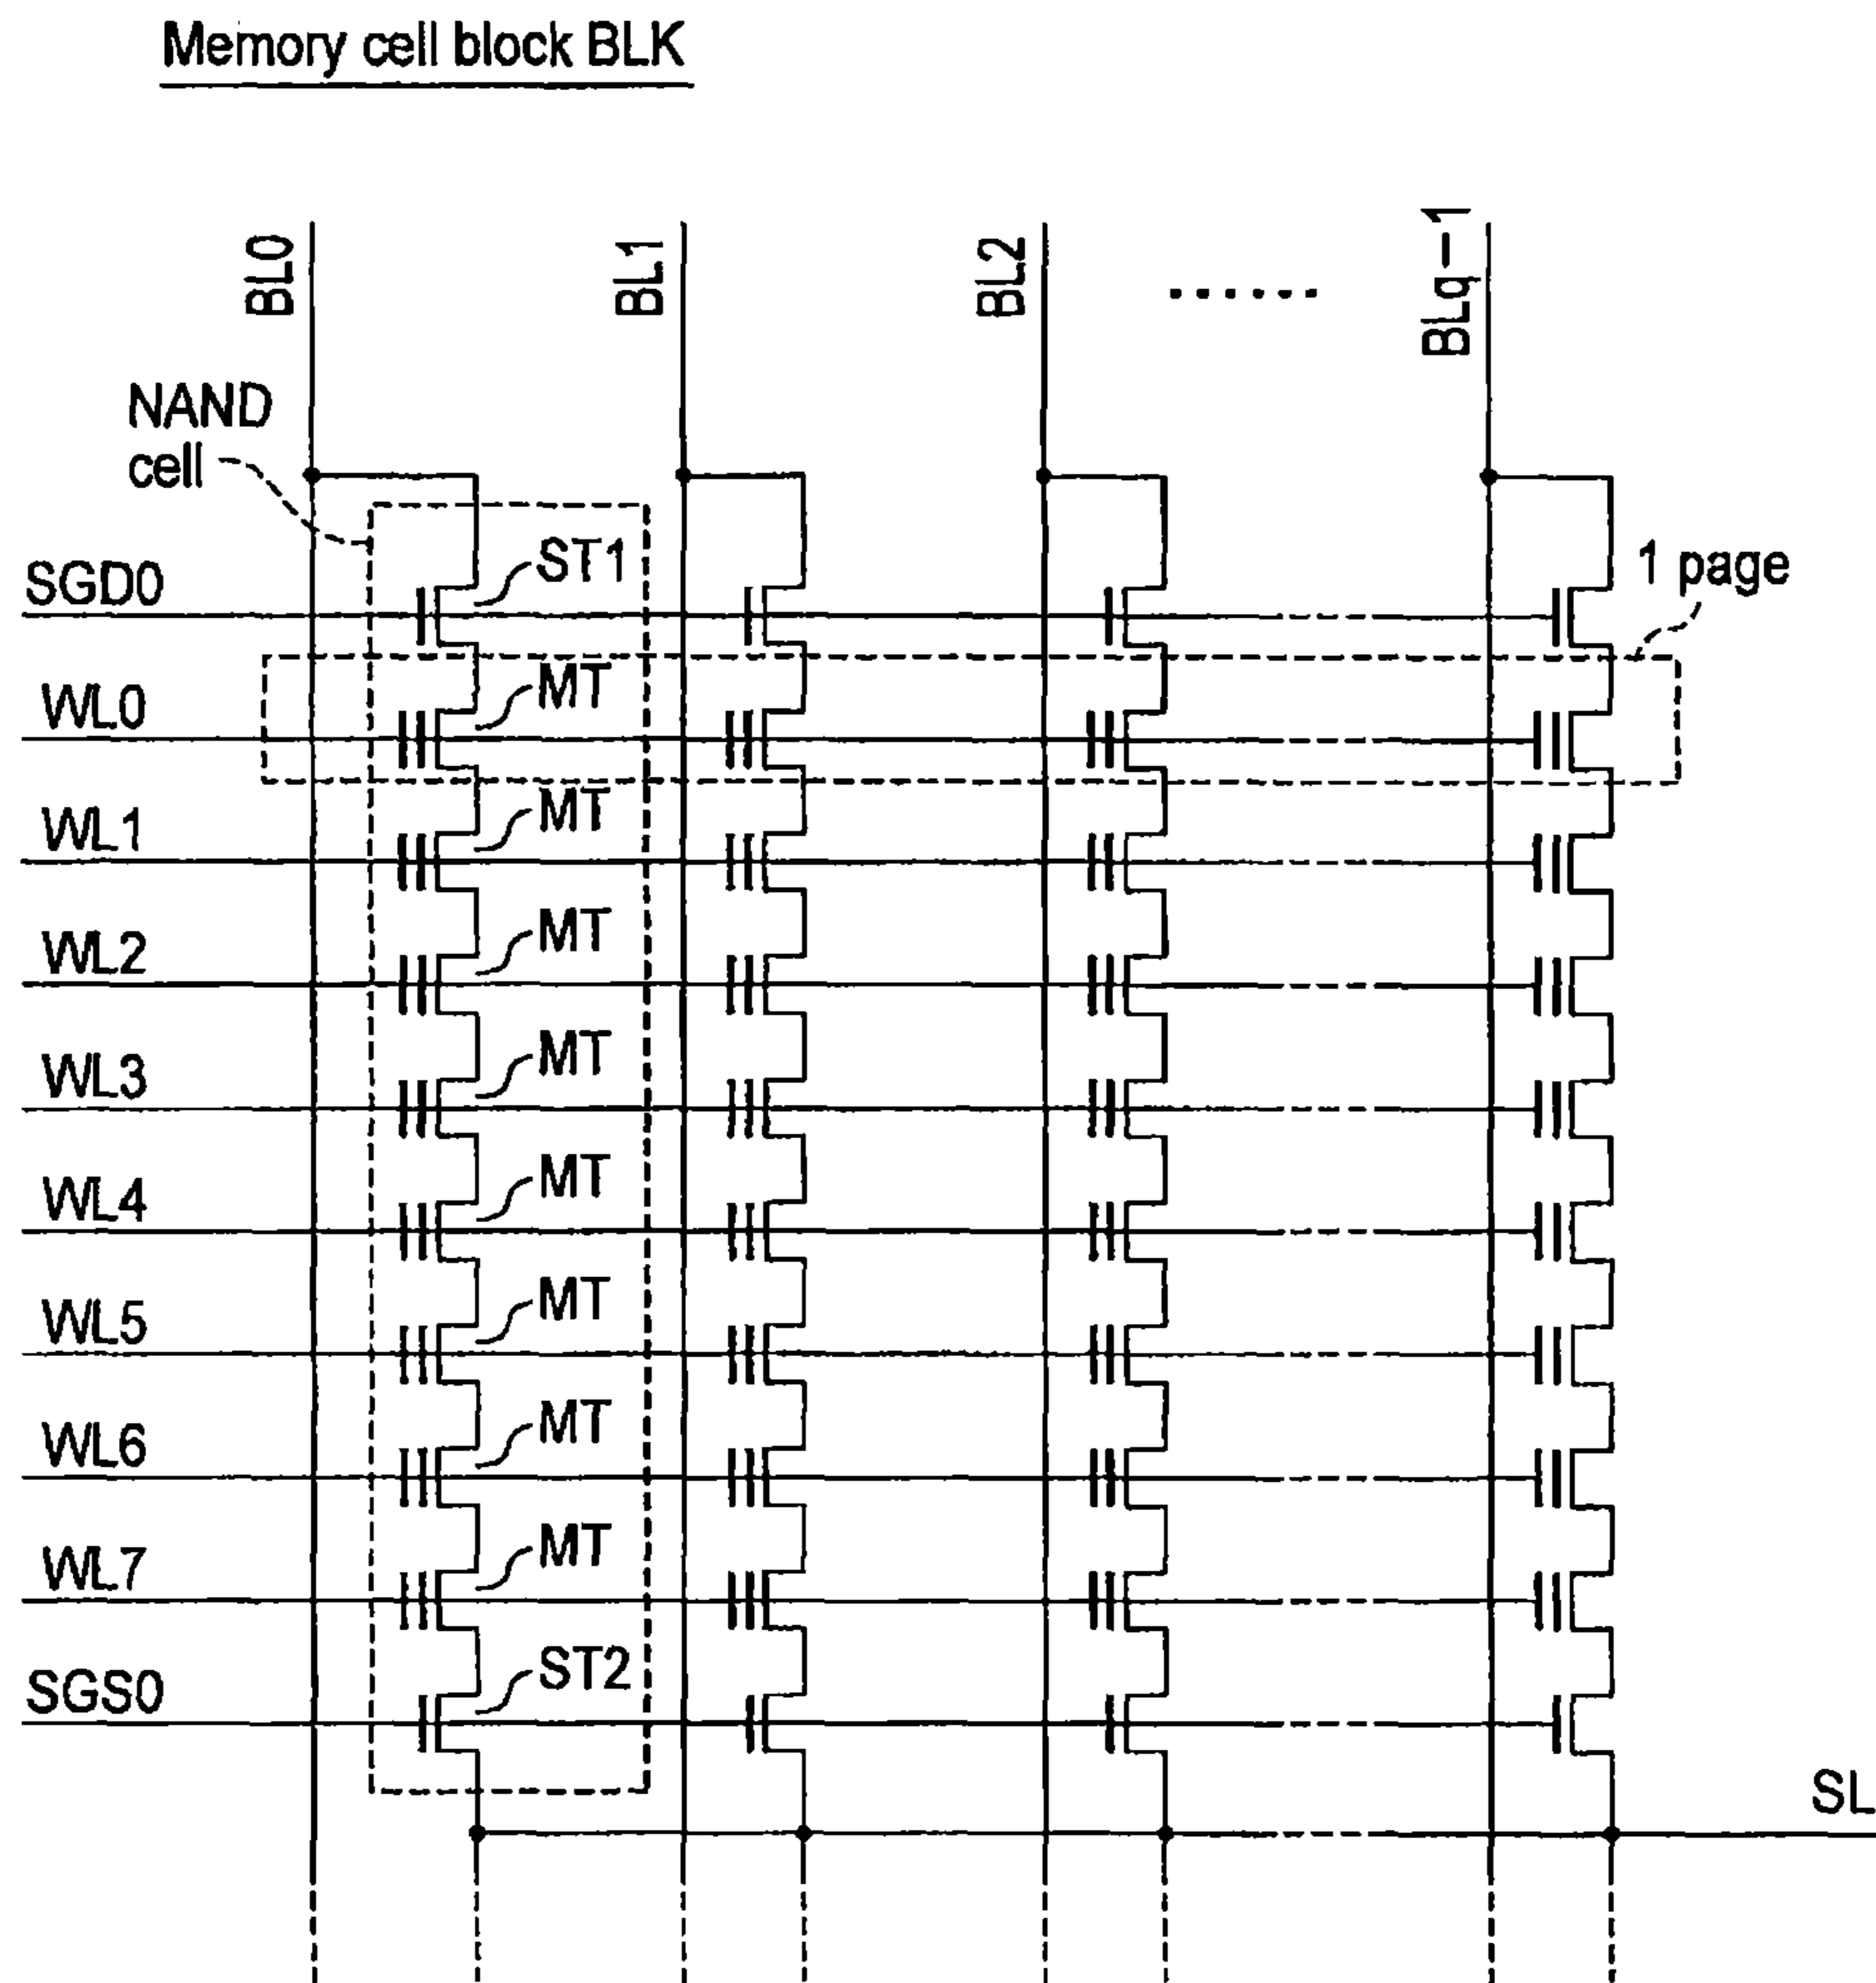 Memory cell block BLK
BL0
BL1
BL2
......
BLq-1
NAND
cell
SGD0
ST1
1 page
WL0
MT
WL1
MT
WL2
MT
WL3
MT
WL4
MT
WL5
MT
WL6
MT
WL7
MT
SGS0
ST2
SL